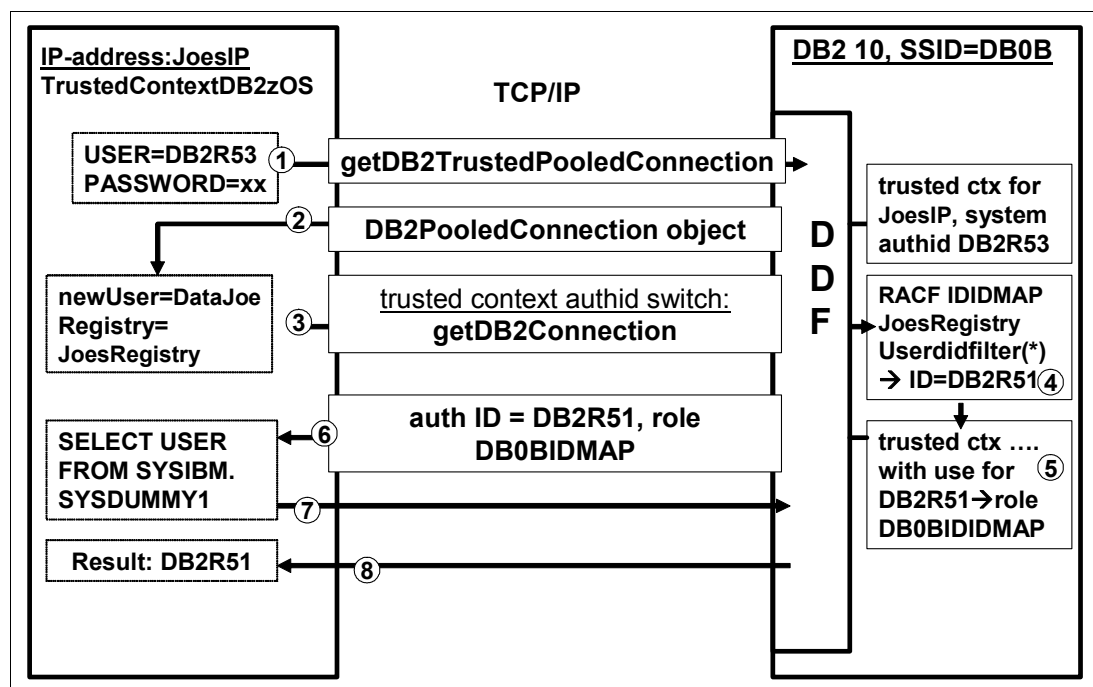 IP-address:JoesIP
TrustedContextDB2zOS
TCP/IP
DB2 10, SSID=DB0B
USER=DB2R53
PASSWORD=xx
1
getDB2TrustedPooledConnection
trusted ctx for
JoesIP, system
authid DB2R53
2
DB2PooledConnection object
D
D
F
newUser=DataJoe
Registry=
JoesRegistry
3
trusted context authid switch:
getDB2Connection
RACF IDIDMAP
JoesRegistry
Userdidfilter(*)
→ ID=DB2R51
4
auth ID = DB2R51, role
DB0BIDMAP
6
trusted ctx ....
with use for
DB2R51→role
DB0BIDIDMAP
5
SELECT USER
FROM SYSIBM.
SYSDUMMY1
7
Result: DB2R51
8